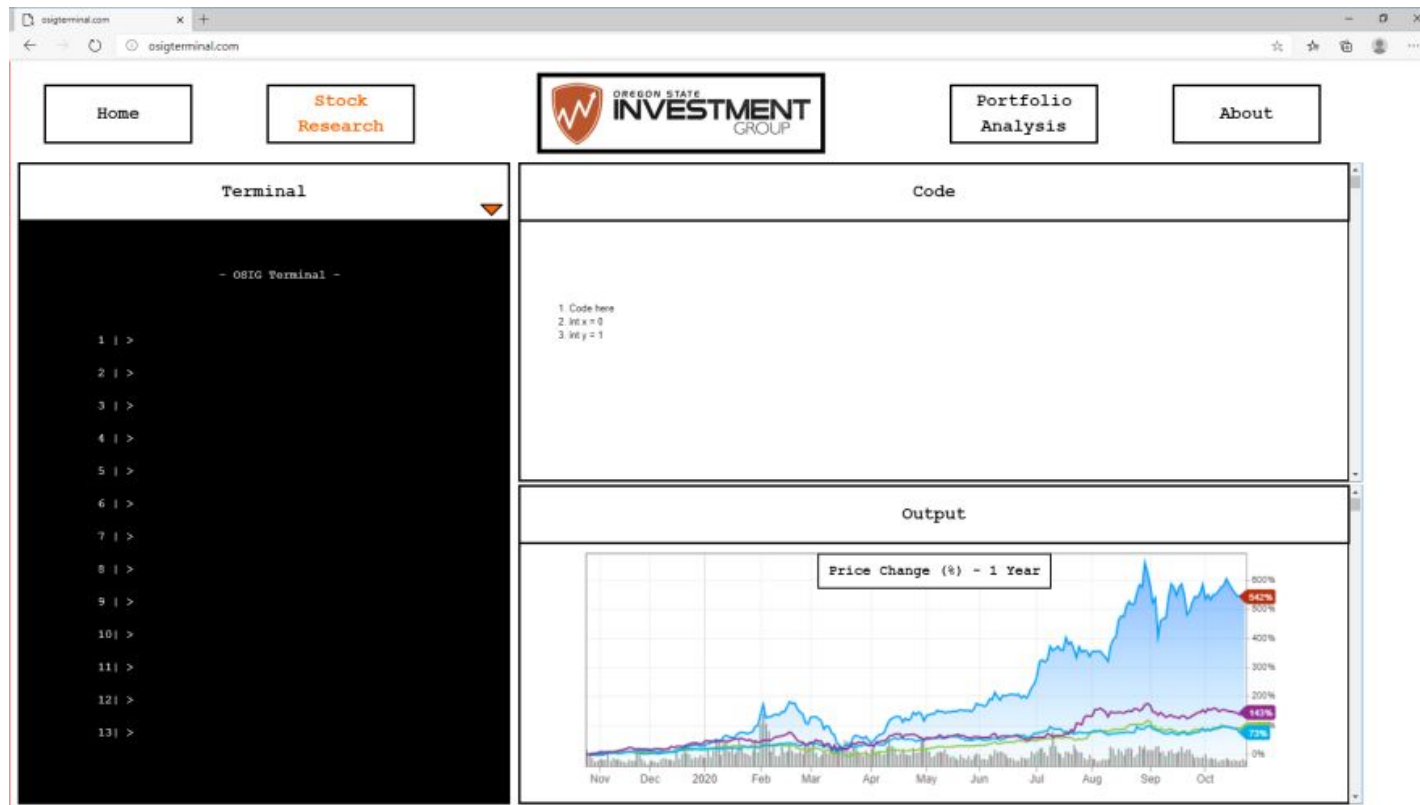 osigterminal.com
osigterminal.com
Home
Stock
Research
OREGON STATE
INVESTMENT
GROUP
Portfolio
Analysis
About
Terminal
- OSIG Terminal -
1 | >
2 | >
3 | >
4 | >
5 | >
6 | >
7 | >
8 | >
9 | >
10| >
11| >
12| >
13| >
Code
1. Code here
2. int x = 0
3. int y = 1
Output
Price Change (%) - 1 Year
600%
542%
500%
400%
300%
200%
143%
73%
0%
Nov Dec 2020 Feb Mar Apr May Jun Jul Aug Sep Oct